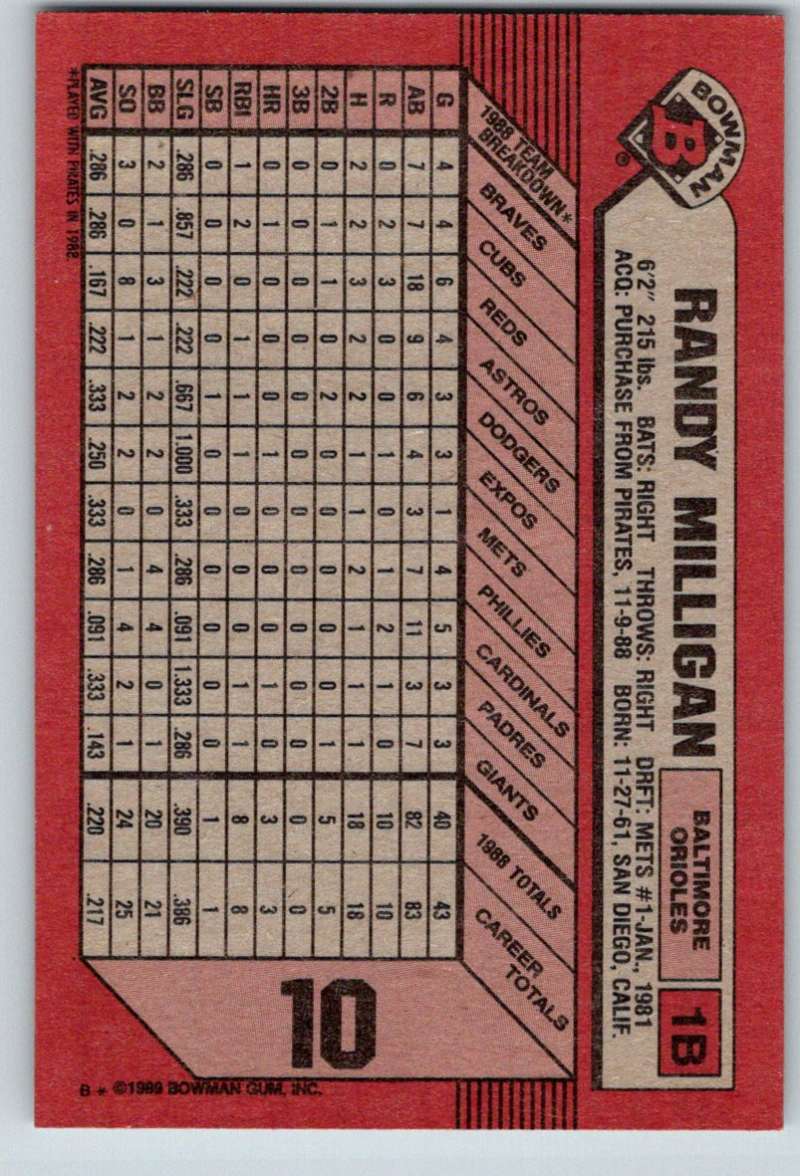 BOWMAN
B ®
RANDY MILLIGAN
BALTIMORE
ORIOLES
1B
6'2" 215 lbs. BATS: RIGHT THROWS: RIGHT DRFT: METS #1-JAN., 1981
ACQ: PURCHASE FROM PIRATES, 11-9-88 BORN: 11-27-61, SAN DIEGO, CALIF.
1988 TEAM
BREAKDOWN* BRAVES CUBS REDS ASTROS DODGERS EXPOS METS PHILLIES CARDINALS PADRES GIANTS 1988 TOTALS CAREER TOTALS
G 4 4 6 4 3 3 1 4 5 3 3 40 43
AB 7 7 18 9 6 4 3 7 11 3 7 82 83
R 0 2 3 0 0 1 0 1 2 1 0 10 10
H 2 2 3 2 2 1 1 2 1 1 1 18 18
2B 0 1 1 0 2 0 0 0 0 0 1 5 5
3B 0 0 0 0 0 0 0 0 0 0 0 0 0
HR 0 1 0 0 0 1 0 0 0 1 0 3 3
RBI 1 2 0 1 1 1 0 0 0 1 1 8 8
SB 0 0 0 0 1 0 0 0 0 0 0 1 1
SLG .286 .857 .222 .222 .667 1.000 .333 .286 .091 1.333 .286 .390 .386
BB 2 1 3 1 2 2 0 4 4 0 1 20 21
SO 3 0 8 1 2 2 0 1 4 2 1 24 25
AVG .286 .286 .167 .222 .333 .250 .333 .286 .091 .333 .143 .220 .217
10
*PLAYED WITH PIRATES IN 1988.
B * ©1989 BOWMAN GUM, INC.